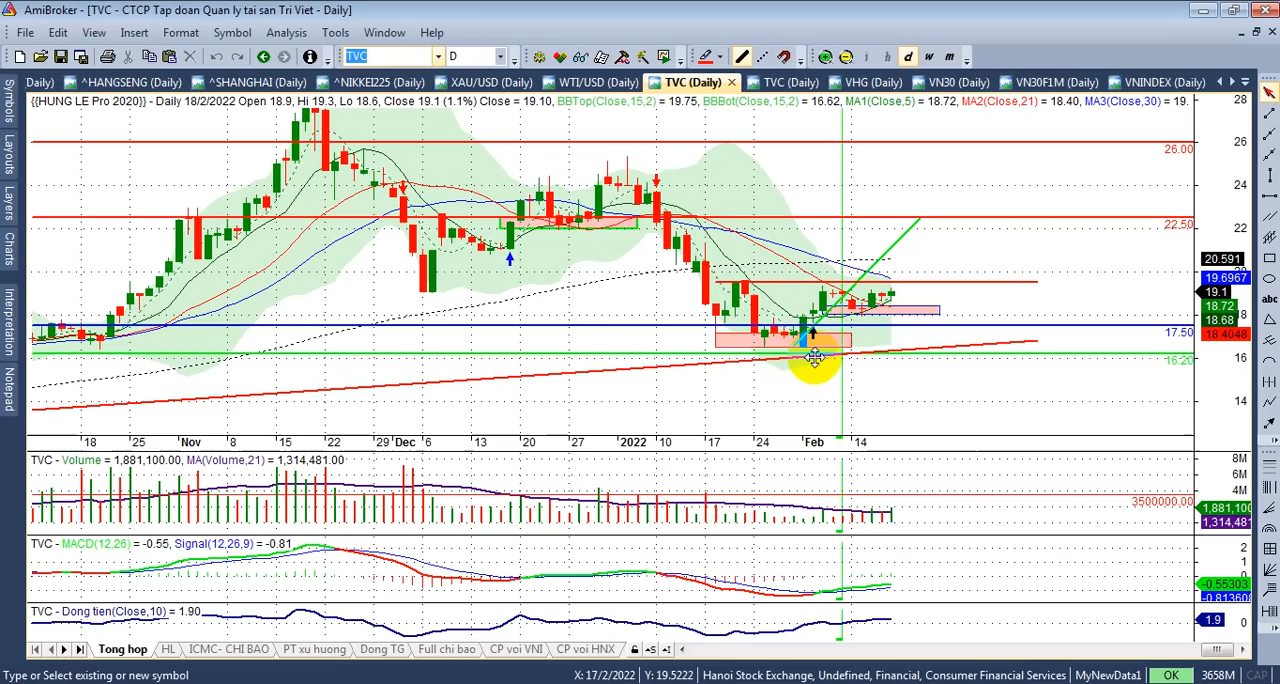 AmiBroker - [TVC - CTCP Tap doan Quan ly tai san Tri Viet - Daily]
File Edit View Insert Format Symbol Analysis Tools Window Help
TVC D i h d w m
Daily) ^HANGSENG (Daily) ^SHANGHAI (Daily) ^NIKKEI225 (Daily) XAU/USD (Daily) WTI/USD (Daily) TVC (Daily) TVC (Daily) VHG (Daily) VN30 (Daily) VN30F1M (Daily) VNINDEX (Daily)
Symbols
Layouts
Layers
Charts
Interpretation
Notepad
{{HUNG LE Pro 2020}} - Daily 18/2/2022 Open 18.9, Hi 19.3, Lo 18.6, Close 19.1 (1.1%) Close = 19.10, BBTop(Close,15,2) = 19.75, BBBot(Close,15,2) = 16.62, MA1(Close,5) = 18.72, MA2(Close,21) = 18.40, MA3(Close,30) = 19.
28
26
26.00
24
22.50
22
20.591
19.6967
19.1
18.72
18.68
18.4048
18
17.50
16.20
16
14
18 25 Nov 8 15 22 29 Dec 6 13 20 27 2022 10 17 24 Feb 14
TVC - Volume = 1,881,100.00, MA(Volume,21) = 1,314,481.00
8M
6M
4M
3500000.00
1,881,100
1,314,481
TVC - MACD(12,26) = -0.55, Signal(12,26,9) = -0.81
2
1
0
-0.55303
-0.813608
TVC - Dong tien(Close,10) = 1.90
1.9 0
Tong hop HL ICMC- CHI BAO PT xu huong Dong TG Full chi bao CP voi VNI CP voi HNX
abc
CAP
Type or Select existing or new symbol X: 17/2/2022 Y: 19.5222 Hanoi Stock Exchange, Undefined, Financial, Consumer Financial Services MyNewData1 OK 3658M